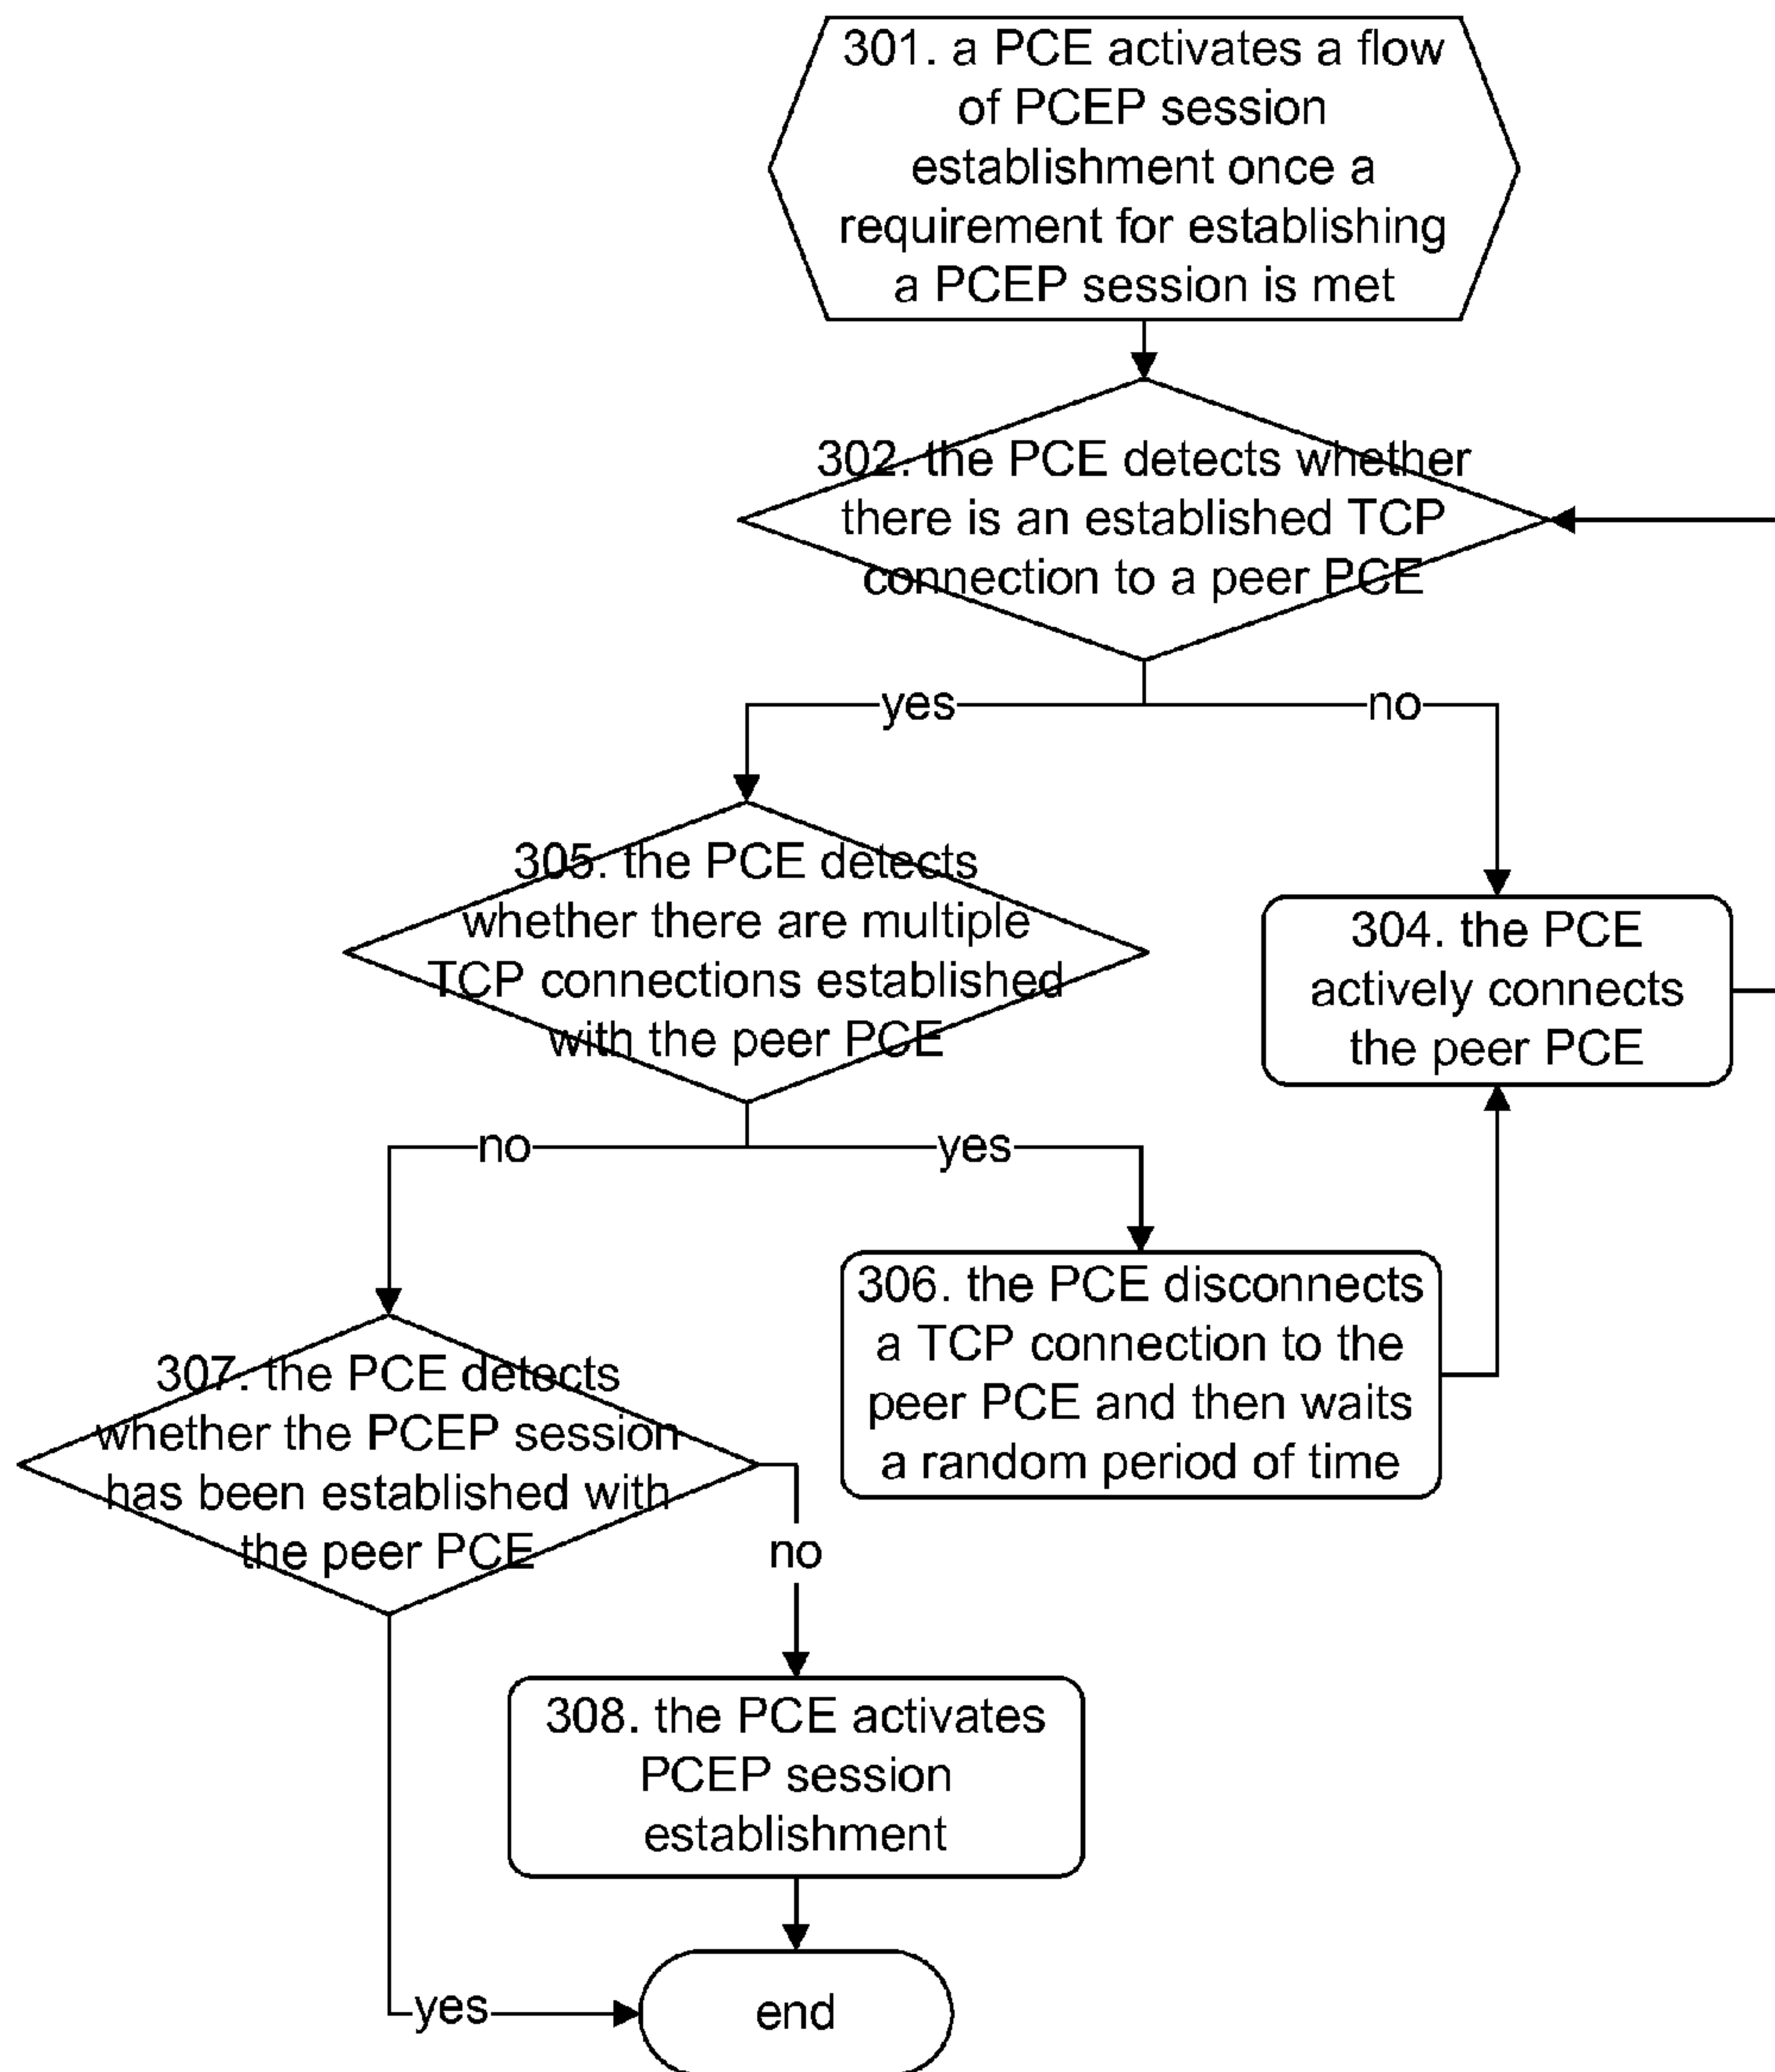 301. a PCE activates a flow
of PCEP session
establishment once a
requirement for establishing
a PCEP session is met
302. the PCE detects whether
there is an established TCP
connection to a peer PCE
yes
no
305. the PCE detects
whether there are multiple
TCP connections established
with the peer PCE
304. the PCE
actively connects
the peer PCE
no
yes
306. the PCE disconnects
a TCP connection to the
peer PCE and then waits
a random period of time
307. the PCE detects
whether the PCEP session
has been established with
the peer PCE
no
308. the PCE activates
PCEP session
establishment
yes
end